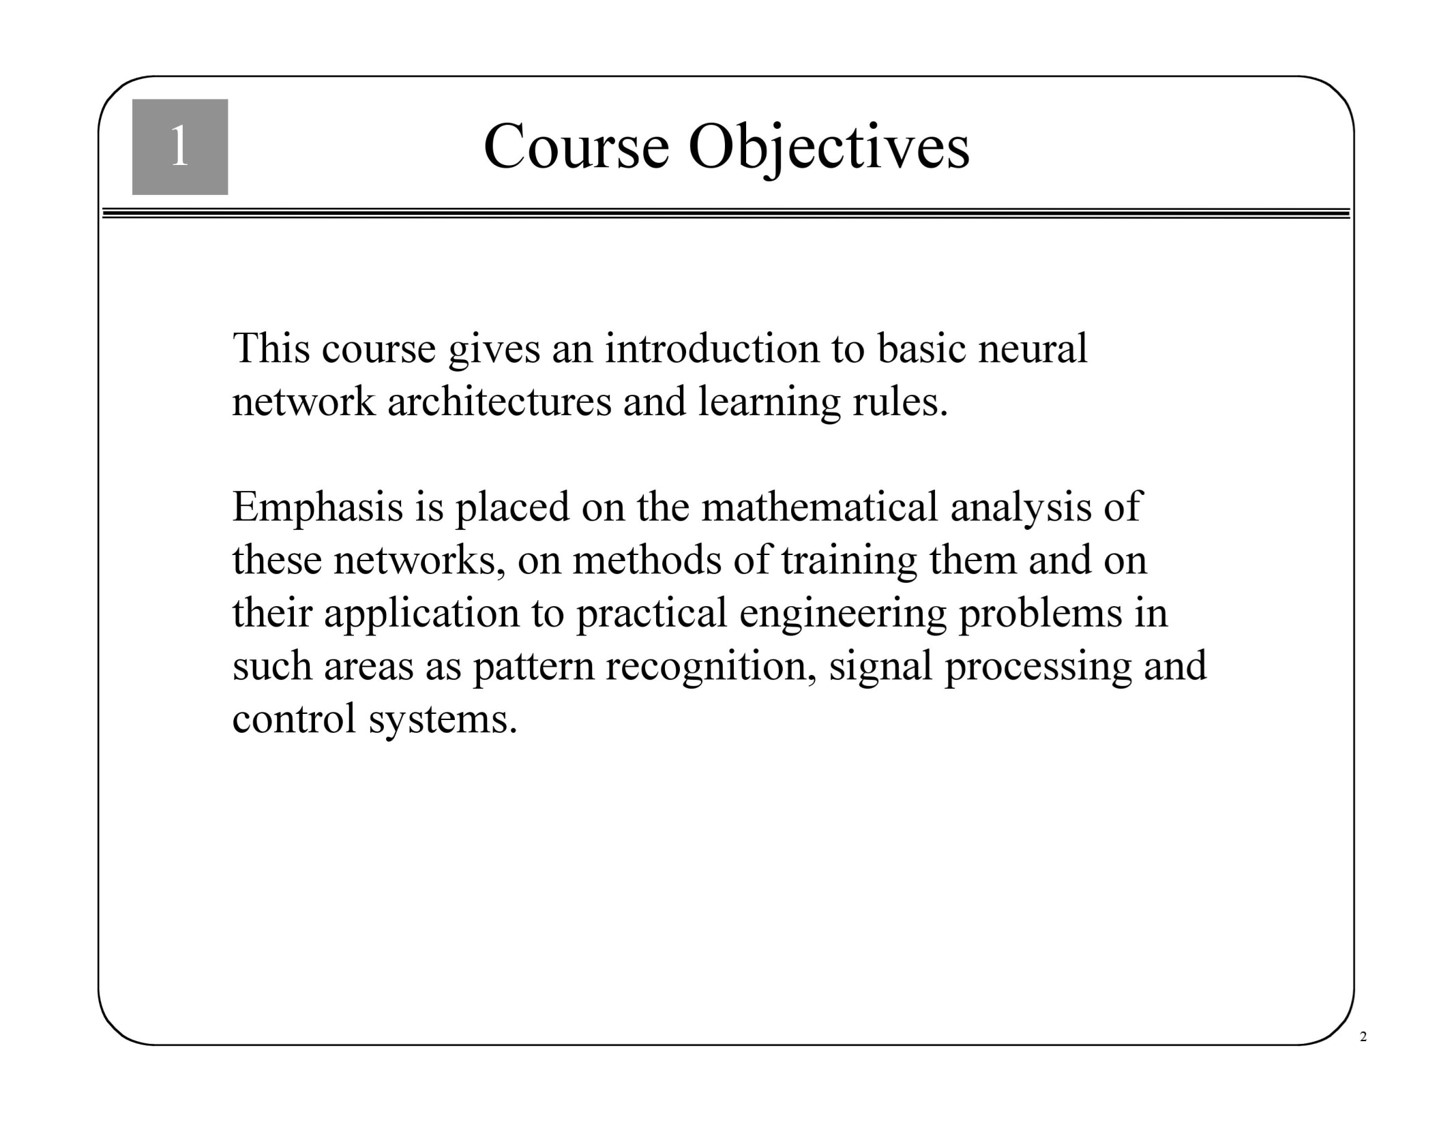 1
Course Objectives
This course gives an introduction to basic neural
network architectures and learning rules.
Emphasis is placed on the mathematical analysis of
these networks, on methods of training them and on
their application to practical engineering problems in
such areas as pattern recognition, signal processing and
control systems.
2